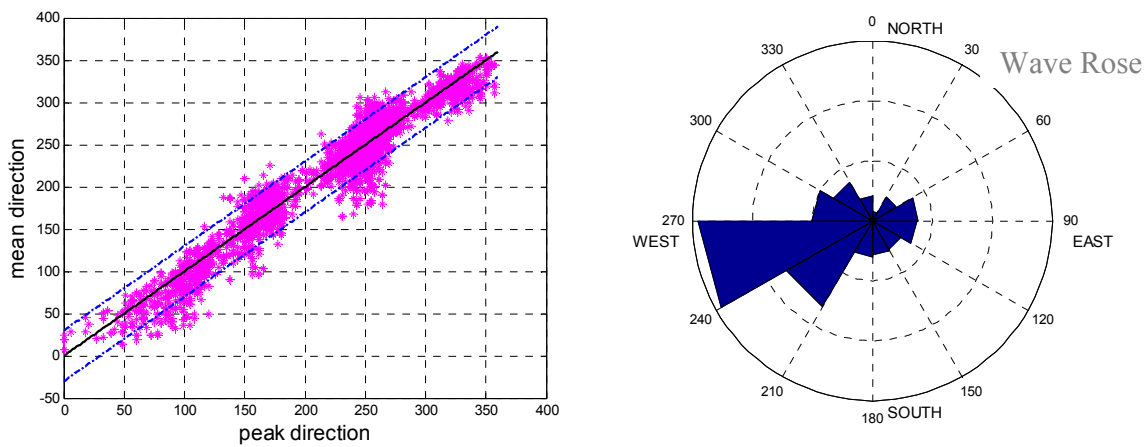 400
350
300
250
200
150
100
50
0
-50
mean direction
0 50 100 150 200 250 300 350 400
peak direction
0
NORTH
330 30
Wave Rose
300 60
270 90
WEST EAST
240 120
210 150
SOUTH
180